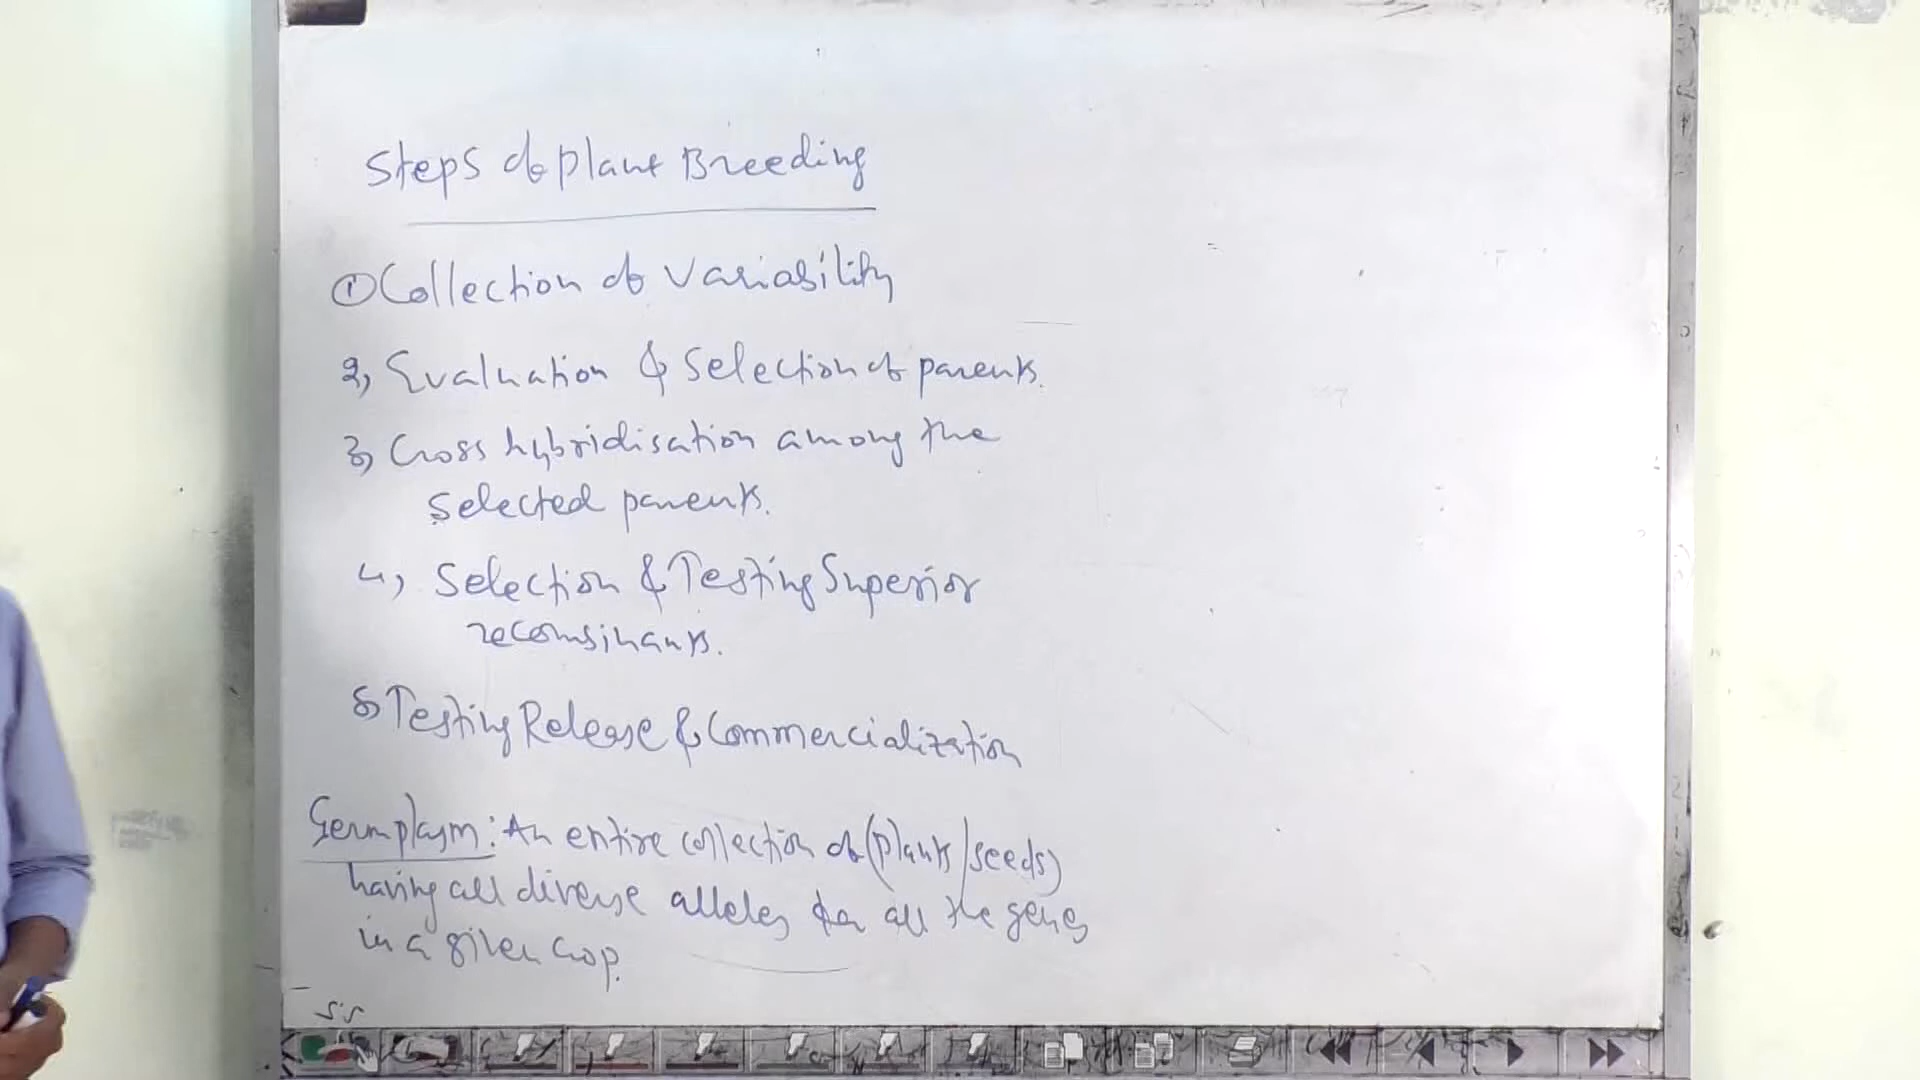 Steps of Plant Breeding
① Collection of Variability
2, Evaluation & Selection of parents.
3, Cross hybridisation among the
selected parents.
4, Selection & Testing Superior
recombinants.
5, Testing Release & Commercialization
Germplasm: An entire collection of (plants/seeds)
having all diverse alleles for all the genes
in a given crop.